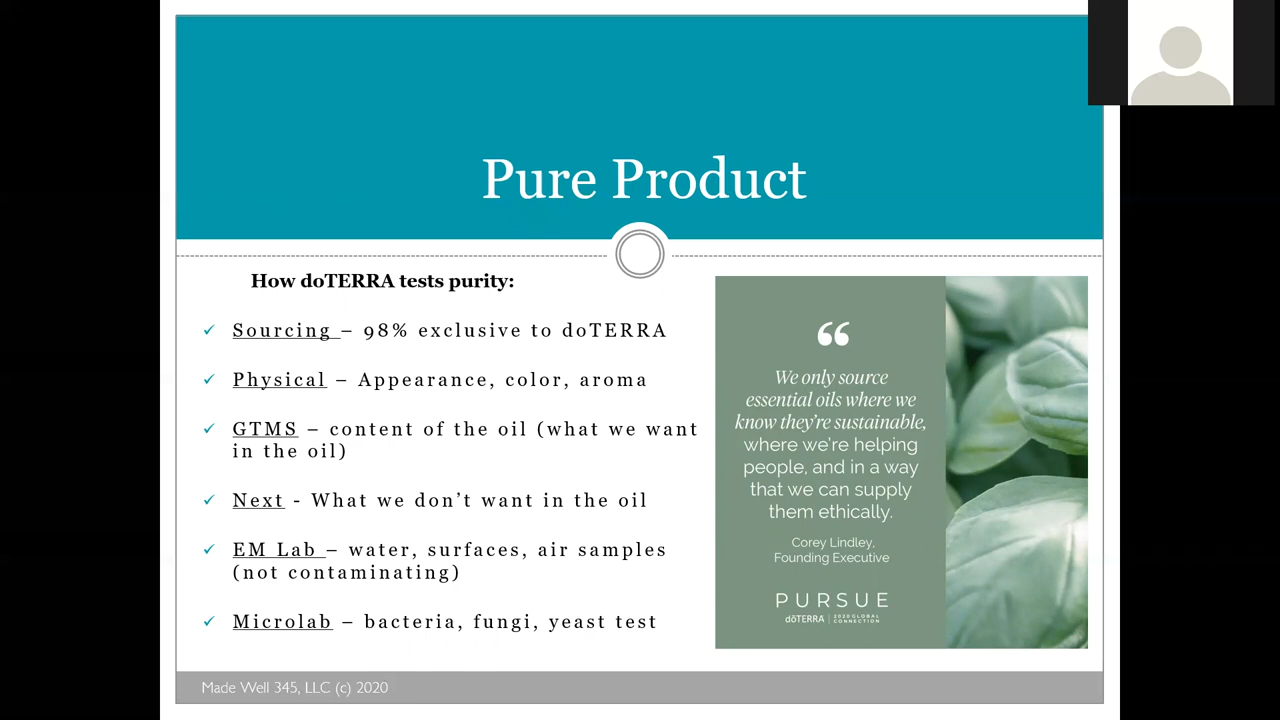 Pure Product
How doTERRA tests purity:
✓ Sourcing – 98% exclusive to doTERRA
✓ Physical – Appearance, color, aroma
✓ GTMS – content of the oil (what we want
in the oil)
✓ Next - What we don’t want in the oil
✓ EM Lab – water, surfaces, air samples
(not contaminating)
✓ Microlab – bacteria, fungi, yeast test
“
We only source
essential oils where we
know they’re sustainable,
where we’re helping
people, and in a way
that we can supply
them ethically.
Corey Lindley,
Founding Executive
PURSUE
dōTERRA | 2020 GLOBAL
CONNECTION
Made Well 345, LLC (c) 2020